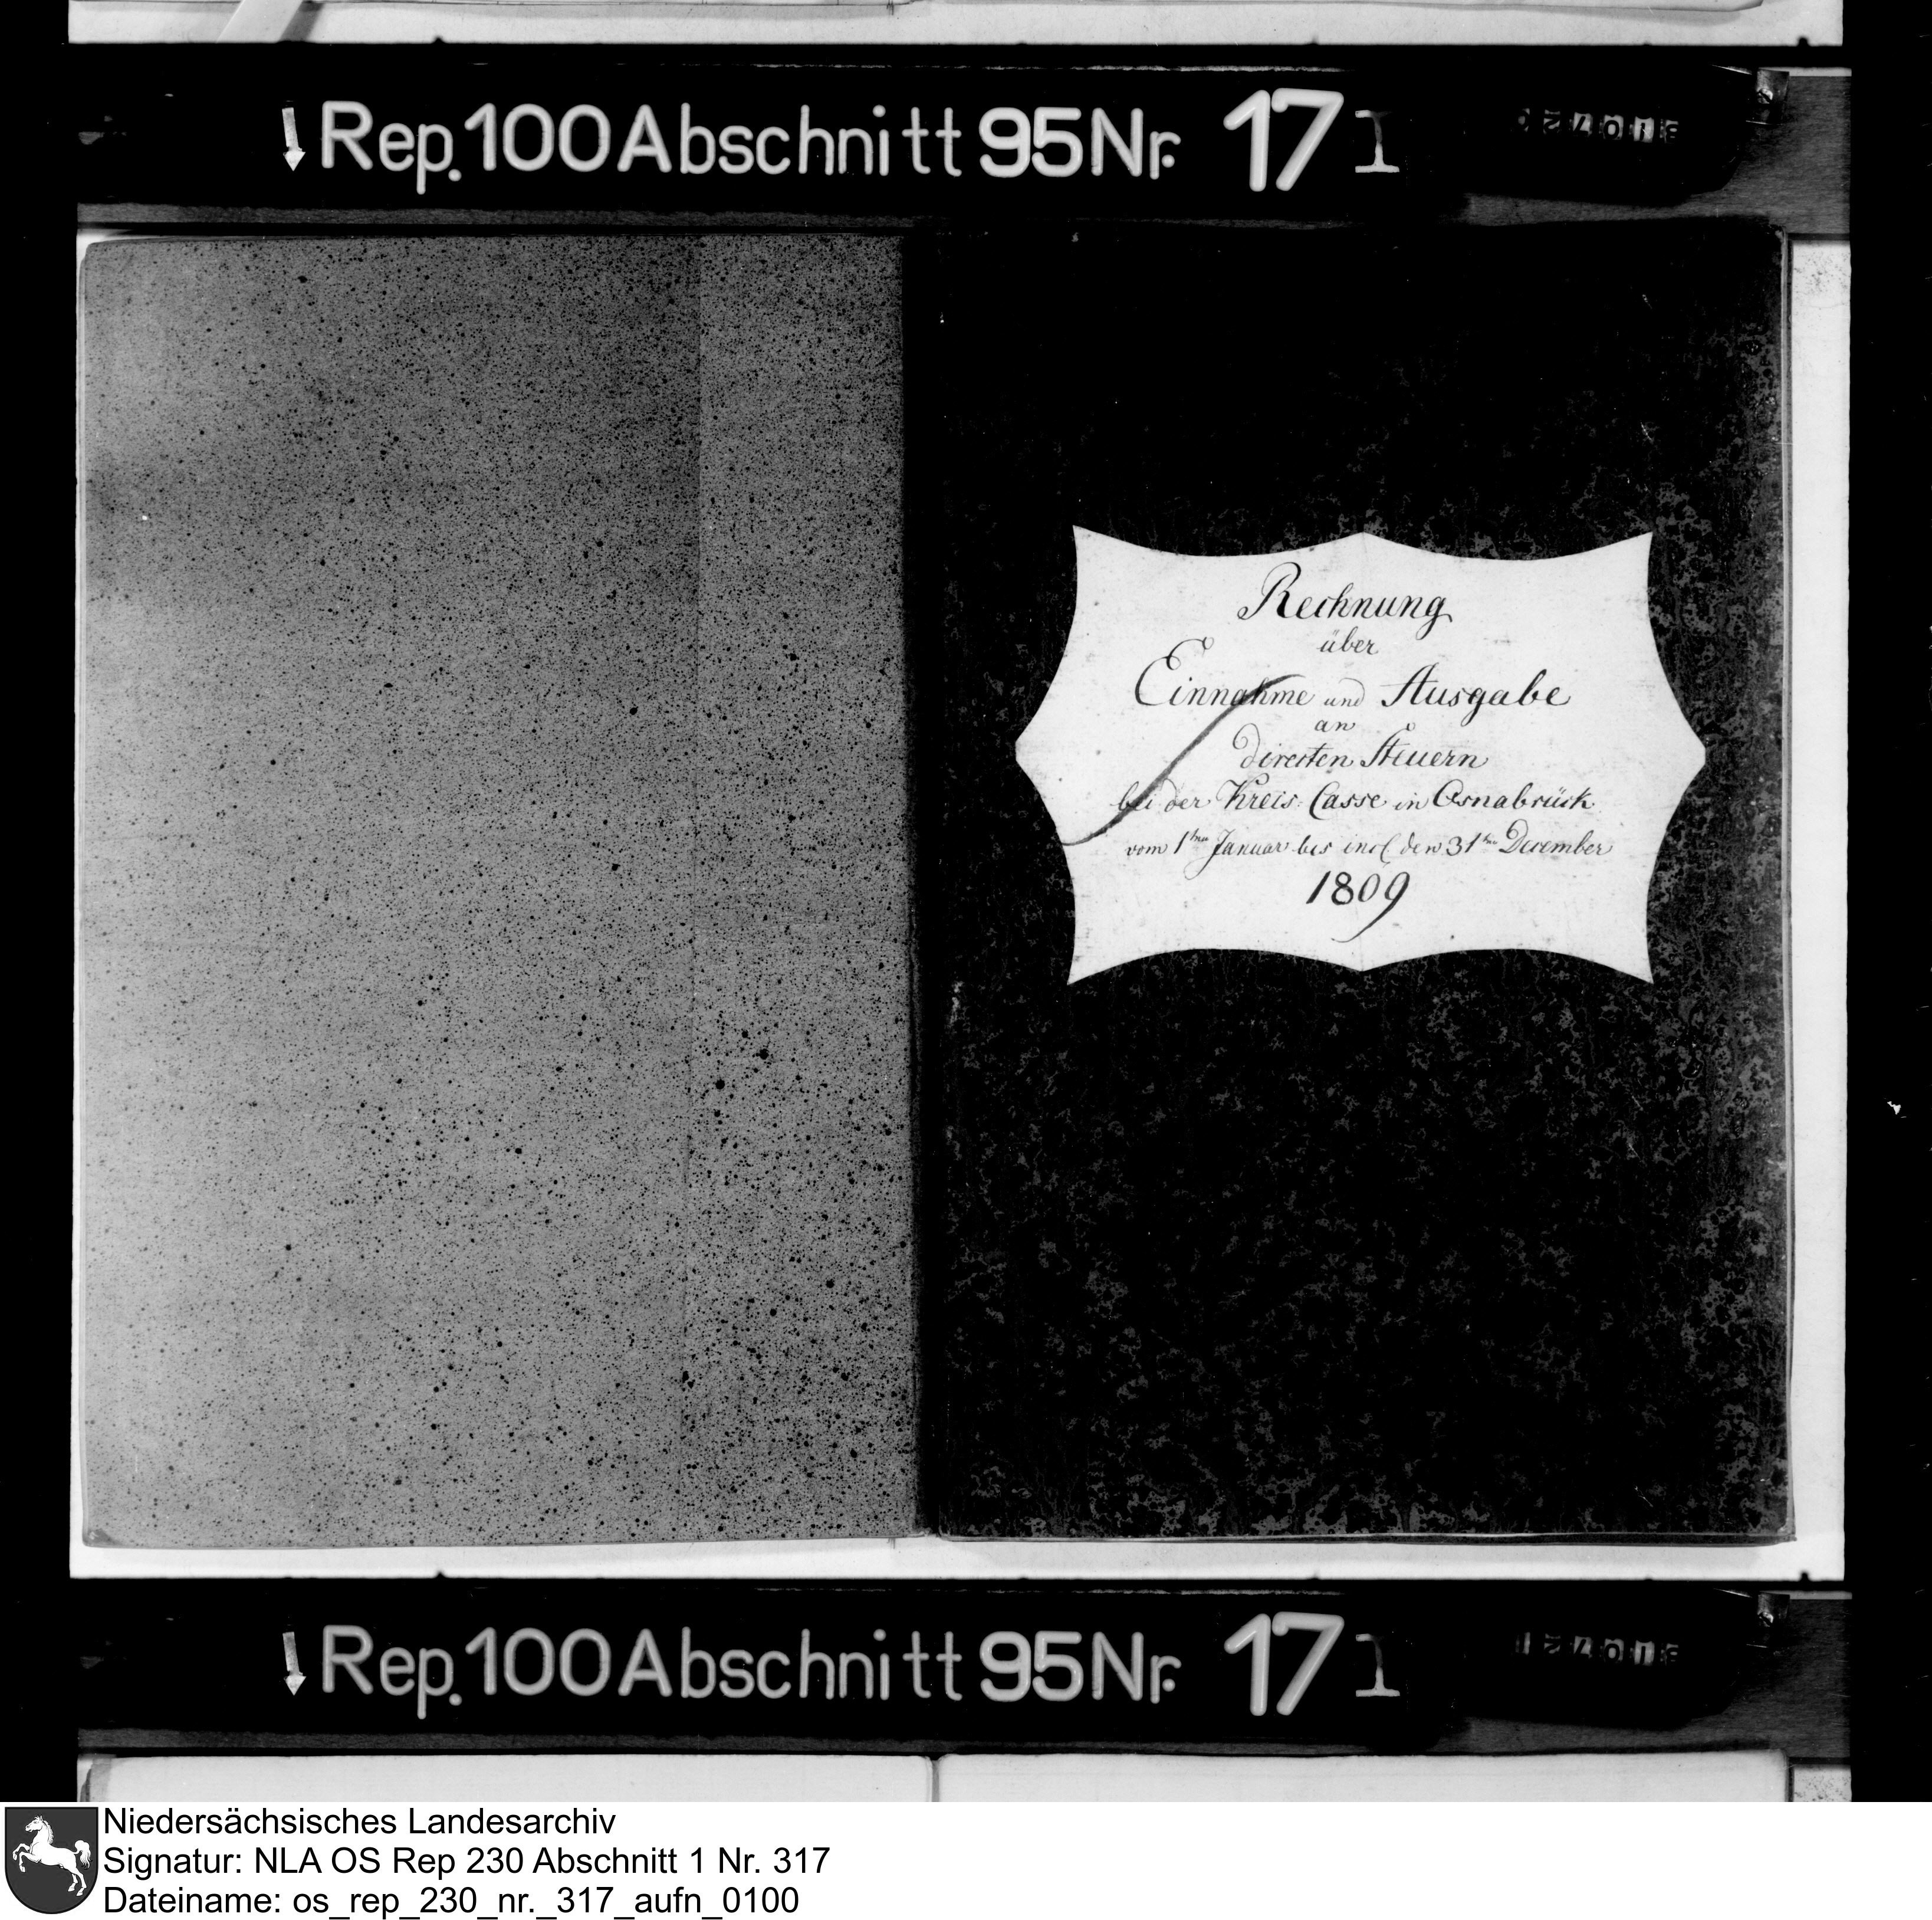 Rep. 100 Abschnitt 95 Nr. 17 1
Rechnung
über
Einnahme und Ausgabe
an
directen Steuern
bei der Kreis-Casse in Osnabrück
vom 1ten Januar bis incl. den 31ten December
1809
Rep. 100 Abschnitt 95 Nr. 17 1
Niedersächsisches Landesarchiv
Signatur: NLA OS Rep 230 Abschnitt 1 Nr. 317
Dateiname: os_rep_230_nr._317_aufn_0100